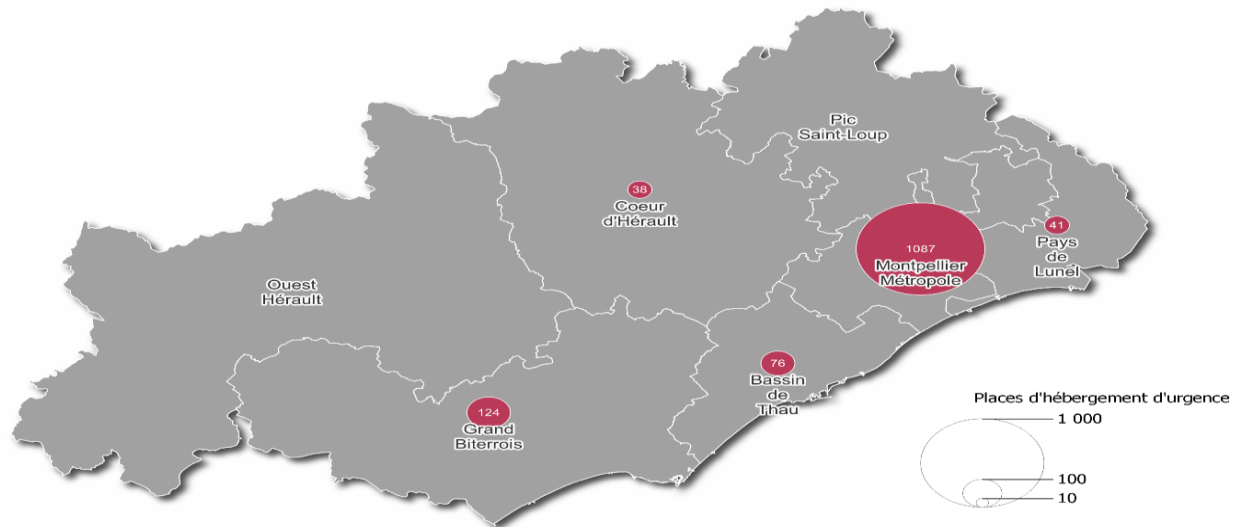 Pic
Saint-Loup
38
Coeur
d'Hérault
41
Pays
de
Lunel
1087
Montpellier
Métropole
Ouest
Hérault
76
Bassin
de
Thau
124
Grand
Biterrois
Places d'hébergement d'urgence
1 000
100
10